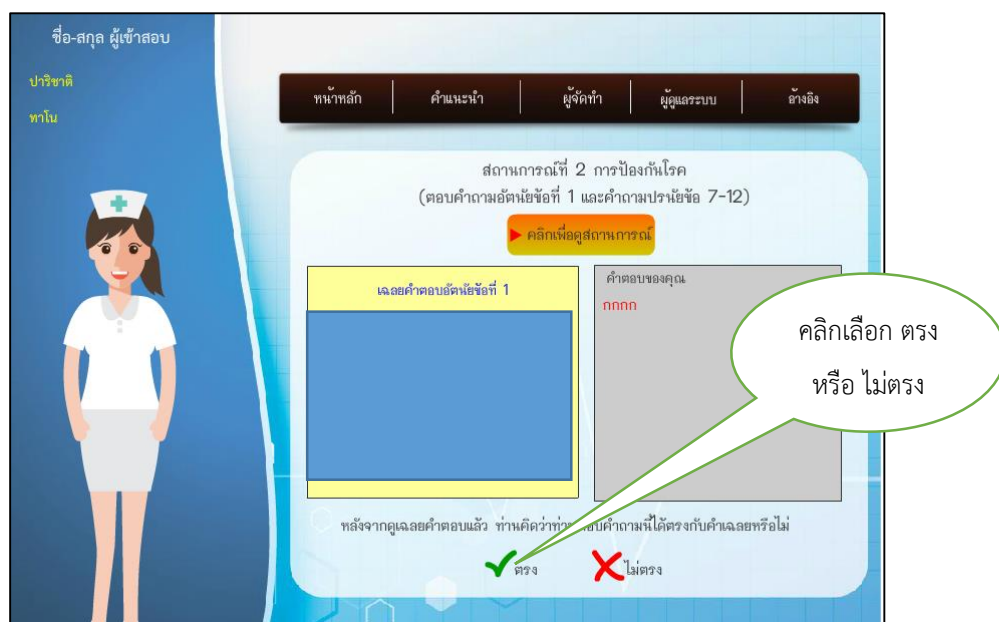 ชื่อ-สกุล ผู้เข้าสอบ
ปาริชาติ
ทาโน
หน้าหลัก คำแนะนำ ผู้จัดทำ ผู้ดูแลระบบ อ้างอิง
สถานการณ์ที่ 2 การป้องกันโรค
(ตอบคำถามอัตนัยข้อที่ 1 และคำถามปรนัยข้อ 7-12)
คลิกเพื่อดูสถานการณ์
เฉลยคำตอบอัตนัยข้อที่ 1
คำตอบของคุณ
กกกก
คลิกเลือก ตรง
หรือ ไม่ตรง
หลังจากดูเฉลยคำตอบแล้ว ท่านคิดว่าท่านตอบคำถามนี้ได้ตรงกับคำเฉลยหรือไม่
ตรง ไม่ตรง